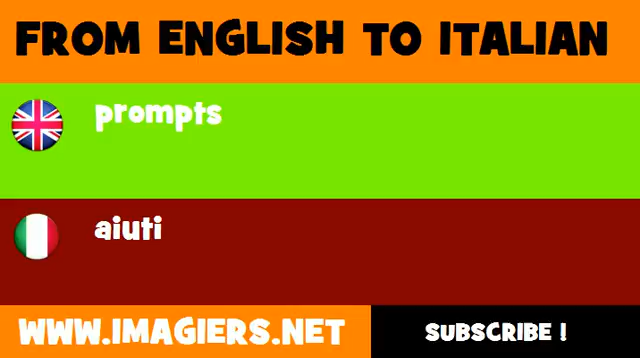 FROM ENGLISH TO ITALIAN
prompts
aiuti
WWW.IMAGIERS.NET
SUBSCRIBE !